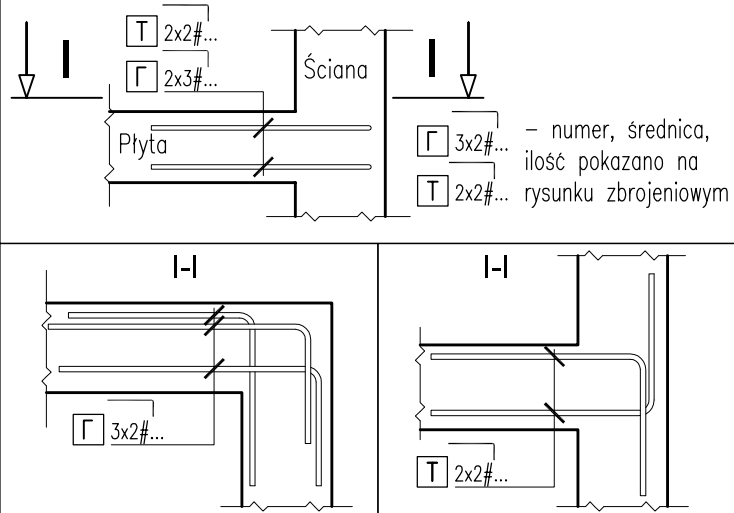 T 2x2#...
Г 2x3#...
I
I
Ściana
Płyta
Г 3x2#...
T 2x2#...
– numer, średnica,
ilość pokazano na
rysunku zbrojeniowym
I-I
Г 3x2#...
I-I
T 2x2#...